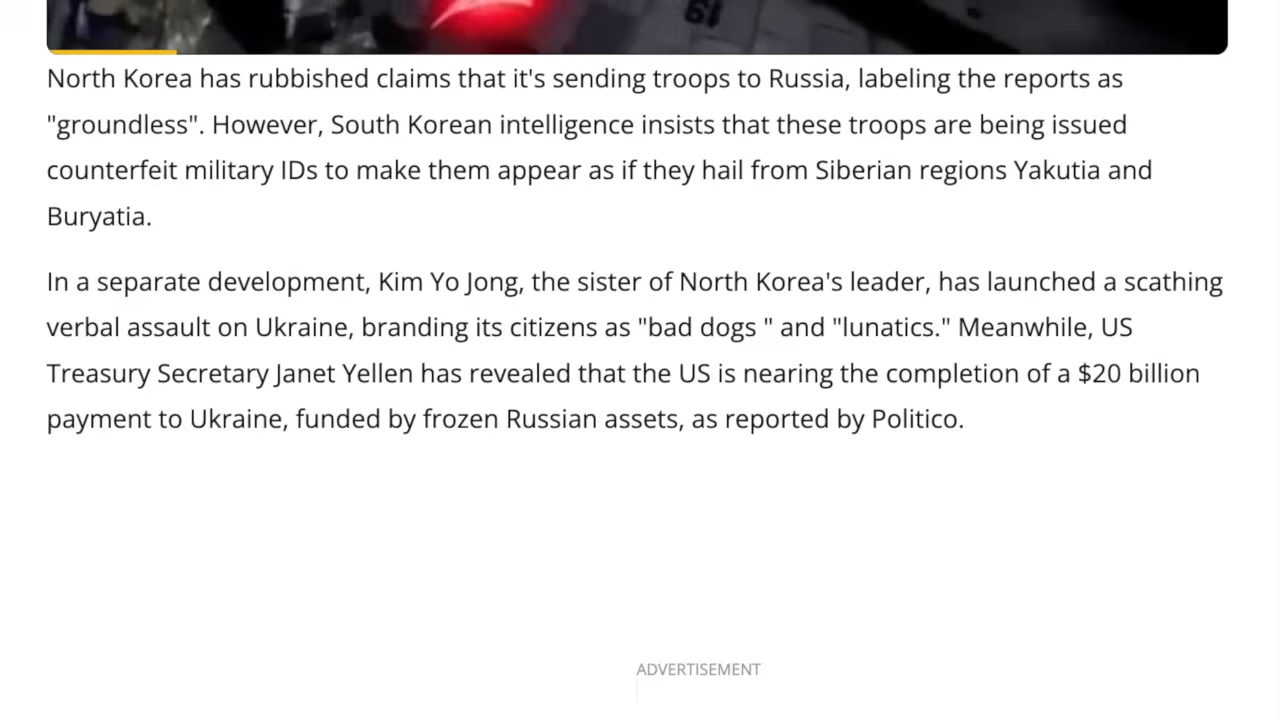 North Korea has rubbished claims that it's sending troops to Russia, labeling the reports as
"groundless". However, South Korean intelligence insists that these troops are being issued
counterfeit military IDs to make them appear as if they hail from Siberian regions Yakutia and
Buryatia.
In a separate development, Kim Yo Jong, the sister of North Korea's leader, has launched a scathing
verbal assault on Ukraine, branding its citizens as "bad dogs " and "lunatics." Meanwhile, US
Treasury Secretary Janet Yellen has revealed that the US is nearing the completion of a $20 billion
payment to Ukraine, funded by frozen Russian assets, as reported by Politico.
ADVERTISEMENT